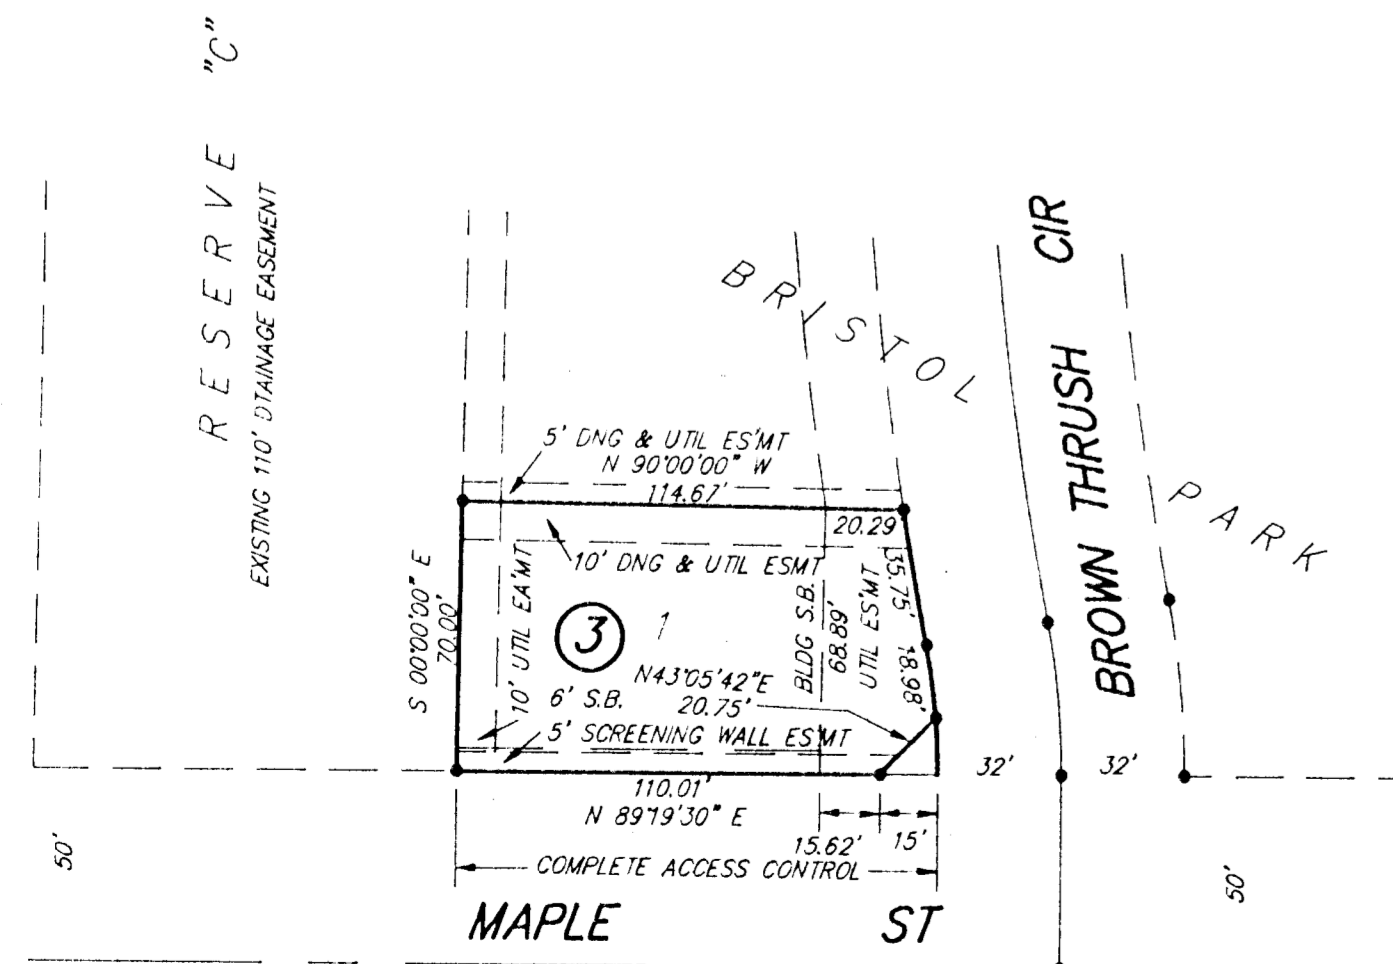 RESERVE "C"
EXISTING 110' DTAINAGE EASEMENT
BRISTOL
PARK
BROWN THRUSH CIR
5' DNG & UTIL ES'MT
N 90°00'00" W
114.67'
20.29
10' DNG & UTIL ESMT
S 00°00'00" E
70.00'
10' UTIL EA'MT
3
1
BLDG S.B.
68.89'
UTIL ES'MT
35.75'
18.98'
N43°05'42"E
20.75'
6' S.B.
5' SCREENING WALL ES'MT
110.01'
N 89°19'30" E
32'
32'
15.62'
15'
COMPLETE ACCESS CONTROL
50'
50'
MAPLE ST